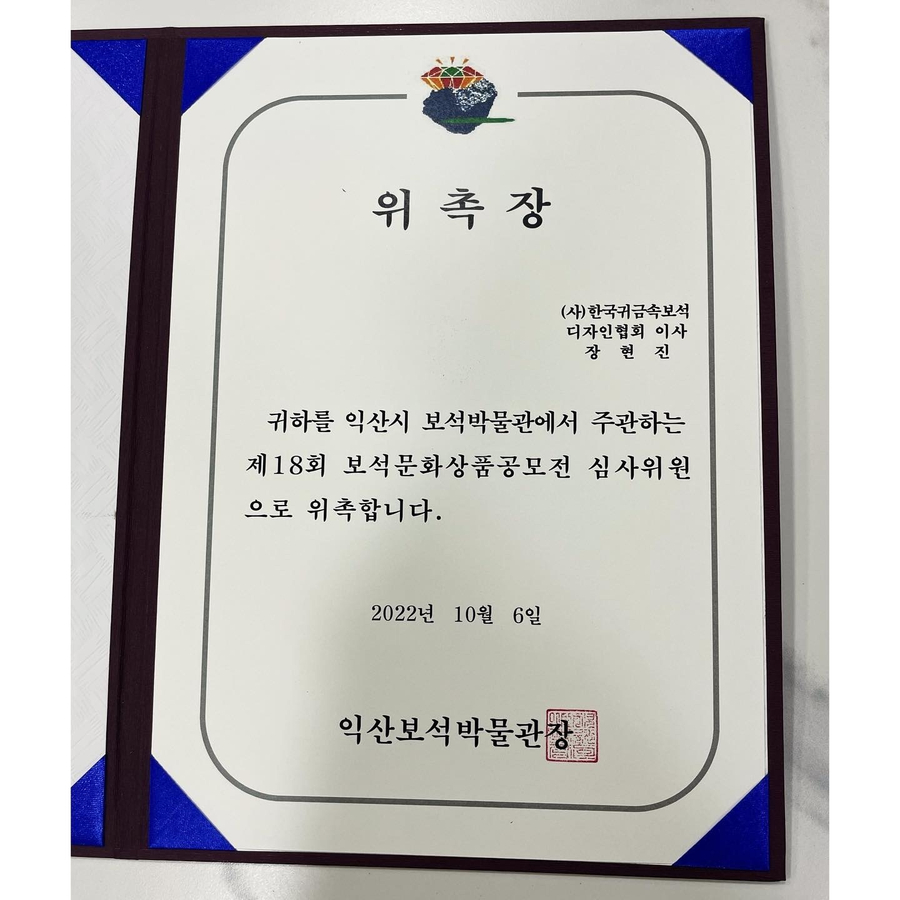 위촉장
(사)한국귀금속보석
디자인협회 이사
장 현 진
귀하를 익산시 보석박물관에서 주관하는
제18회 보석문화상품공모전 심사위원
으로 위촉합니다.
2022년 10월 6일
익산보석박물관장